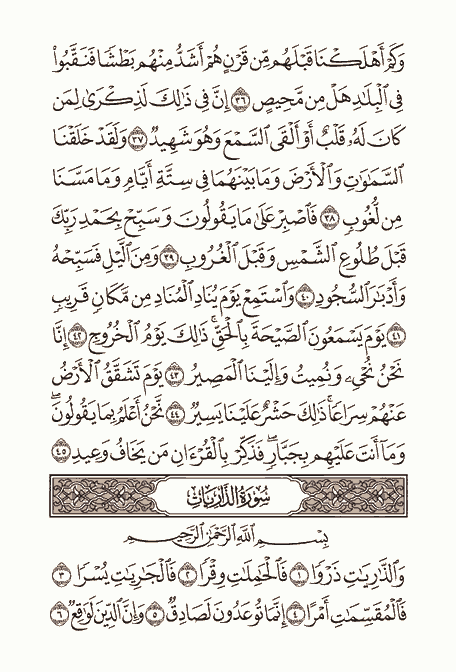 وَكَمۡ أَهۡلَكۡنَا قَبۡلَهُم مِّن قَرۡنٍ هُمۡ أَشَدُّ مِنۡهُم بَطۡشٗا فَنَقَّبُواْ
فِي ٱلۡبِلَٰدِ هَلۡ مِن مَّحِيصٍ ٣٦ إِنَّ فِي ذَٰلِكَ لَذِكۡرَىٰ لِمَن
كَانَ لَهُۥ قَلۡبٌ أَوۡ أَلۡقَى ٱلسَّمۡعَ وَهُوَ شَهِيدٞ ٣٧ وَلَقَدۡ خَلَقۡنَا
ٱلسَّمَٰوَٰتِ وَٱلۡأَرۡضَ وَمَا بَيۡنَهُمَا فِي سِتَّةِ أَيَّامٖ وَمَا مَسَّنَا
مِن لُّغُوبٖ ٣٨ فَٱصۡبِرۡ عَلَىٰ مَا يَقُولُونَ وَسَبِّحۡ بِحَمۡدِ رَبِّكَ
قَبۡلَ طُلُوعِ ٱلشَّمۡسِ وَقَبۡلَ ٱلۡغُرُوبِ ٣٩ وَمِنَ ٱلَّيۡلِ فَسَبِّحۡهُ
وَأَدۡبَٰرَ ٱلسُّجُودِ ٤٠ وَٱسۡتَمِعۡ يَوۡمَ يُنَادِ ٱلۡمُنَادِ مِن مَّكَانٖ قَرِيبٖ
٤١ يَوۡمَ يَسۡمَعُونَ ٱلصَّيۡحَةَ بِٱلۡحَقِّۚ ذَٰلِكَ يَوۡمُ ٱلۡخُرُوجِ ٤٢ إِنَّا
نَحۡنُ نُحۡيِۦ وَنُمِيتُ وَإِلَيۡنَا ٱلۡمَصِيرُ ٤٣ يَوۡمَ تَشَقَّقُ ٱلۡأَرۡضُ
عَنۡهُمۡ سِرَاعٗاۚ ذَٰلِكَ حَشۡرٌ عَلَيۡنَا يَسِيرٞ ٤٤ نَّحۡنُ أَعۡلَمُ بِمَا يَقُولُونَۖ
وَمَآ أَنتَ عَلَيۡهِم بِجَبَّارٖۖ فَذَكِّرۡ بِٱلۡقُرۡءَانِ مَن يَخَافُ وَعِيدِ ٤٥
سُورَةُ الذَّارِيَاتِ
بِسۡمِ ٱللَّهِ ٱلرَّحۡمَٰنِ ٱلرَّحِيمِ
وَٱلذَّٰرِيَٰتِ ذَرۡوٗا ١ فَٱلۡحَٰمِلَٰتِ وِقۡرٗا ٢ فَٱلۡجَٰرِيَٰتِ يُسۡرٗا ٣
فَٱلۡمُقَسِّمَٰتِ أَمۡرًا ٤ إِنَّمَا تُوعَدُونَ لَصَادِقٞ ٥ وَإِنَّ ٱلدِّينَ لَوَٰقِعٞ ٦